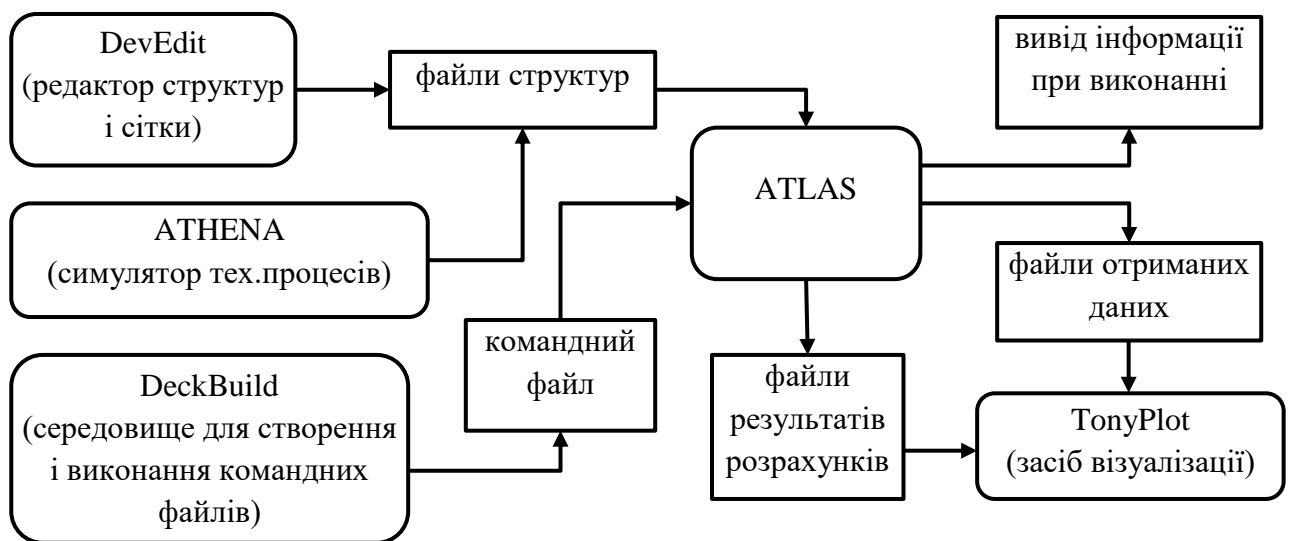 DevEdit
(редактор структур
і сітки)
файли структур
вивід інформації
при виконанні
ATLAS
ATHENA
(симулятор тех.процесів)
файли отриманих
даних
командний
файл
файли
результатів
розрахунків
DeckBuild
(середовище для створення
і виконання командних
файлів)
TonyPlot
(засіб візуалізації)